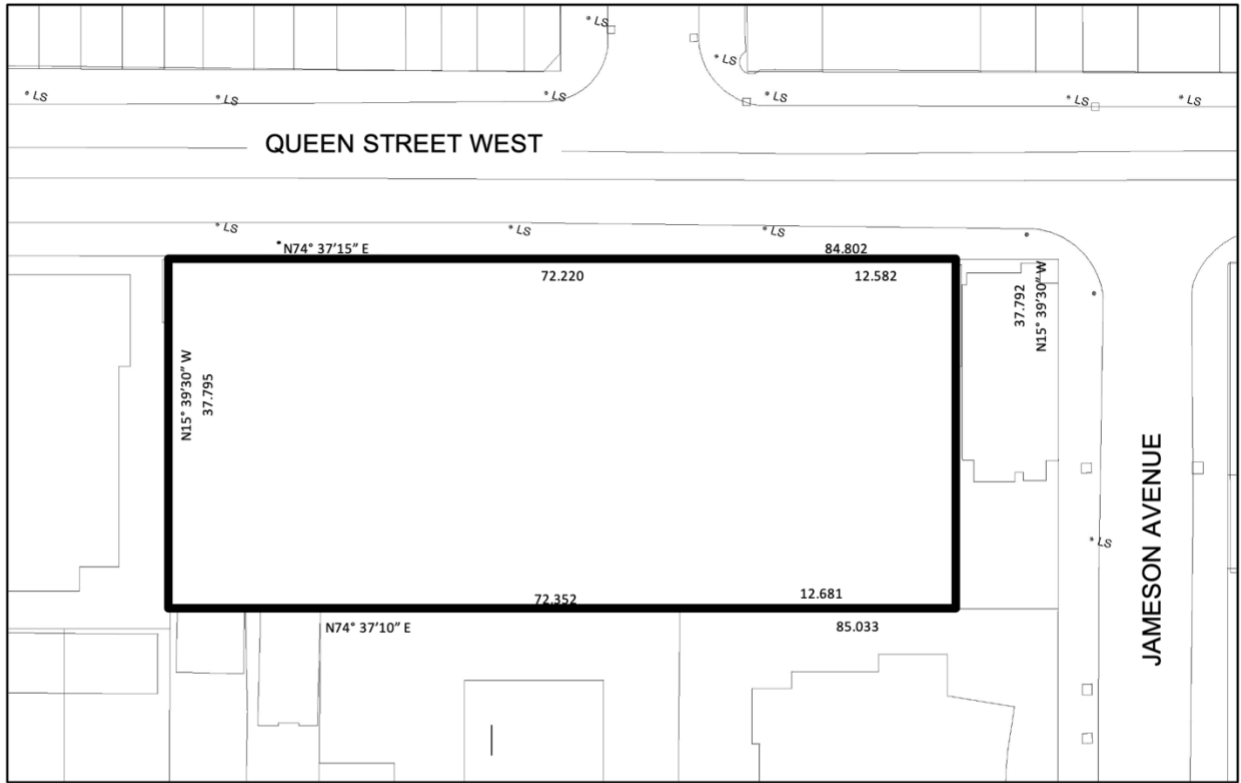 * LS
* LS
* LS
* LS
* LS
* LS
* LS
* LS
QUEEN STREET WEST
* LS
* LS
* LS
N74° 37'15" E
84.802
72.220
12.582
37.792
N15° 39'30" W
N15° 39'30" W
37.795
JAMESON AVENUE
* LS
72.352
12.681
N74° 37'10" E
85.033